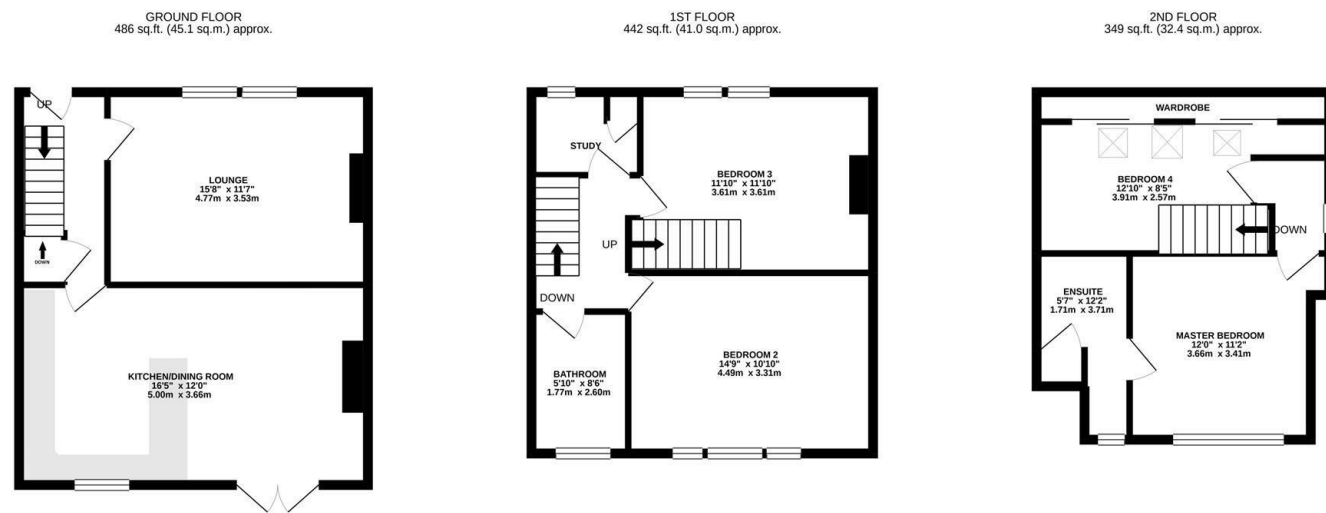 GROUND FLOOR
486 sq.ft. (45.1 sq.m.) approx.
UP
LOUNGE
15'8" x 11'7"
4.77m x 3.53m
DOWN
KITCHEN/DINING ROOM
16'5" x 12'0"
5.00m x 3.66m
1ST FLOOR
442 sq.ft. (41.0 sq.m.) approx.
STUDY
BEDROOM 3
11'10" x 11'10"
3.61m x 3.61m
UP
DOWN
BEDROOM 2
14'9" x 10'10"
4.49m x 3.31m
BATHROOM
5'10" x 8'6"
1.77m x 2.60m
2ND FLOOR
349 sq.ft. (32.4 sq.m.) approx.
WARDROBE
BEDROOM 4
12'10" x 8'5"
3.91m x 2.57m
DOWN
ENSUITE
5'7" x 12'2"
1.71m x 3.71m
MASTER BEDROOM
12'0" x 11'2"
3.66m x 3.41m